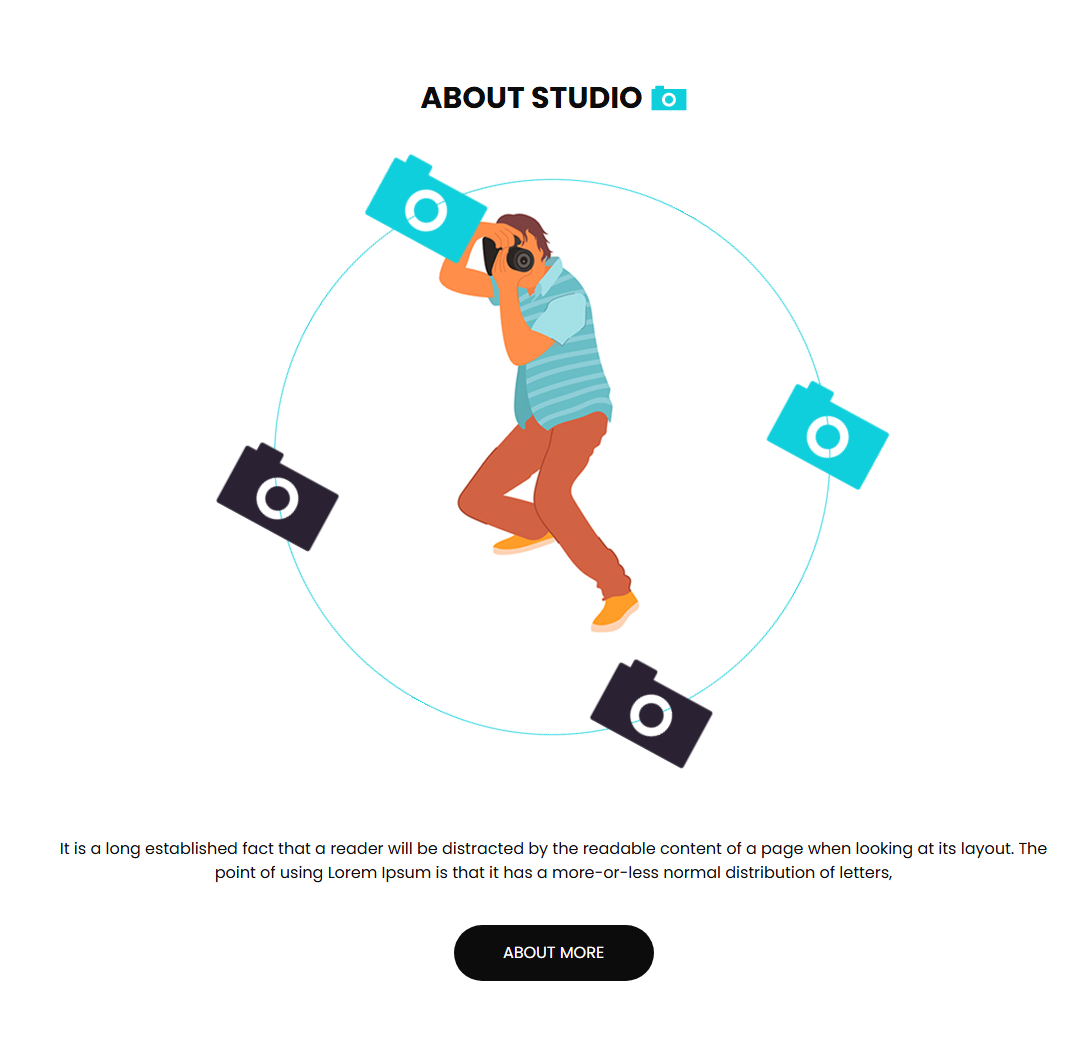 ABOUT STUDIO
It is a long established fact that a reader will be distracted by the readable content of a page when looking at its layout. The
point of using Lorem Ipsum is that it has a more-or-less normal distribution of letters,
ABOUT MORE